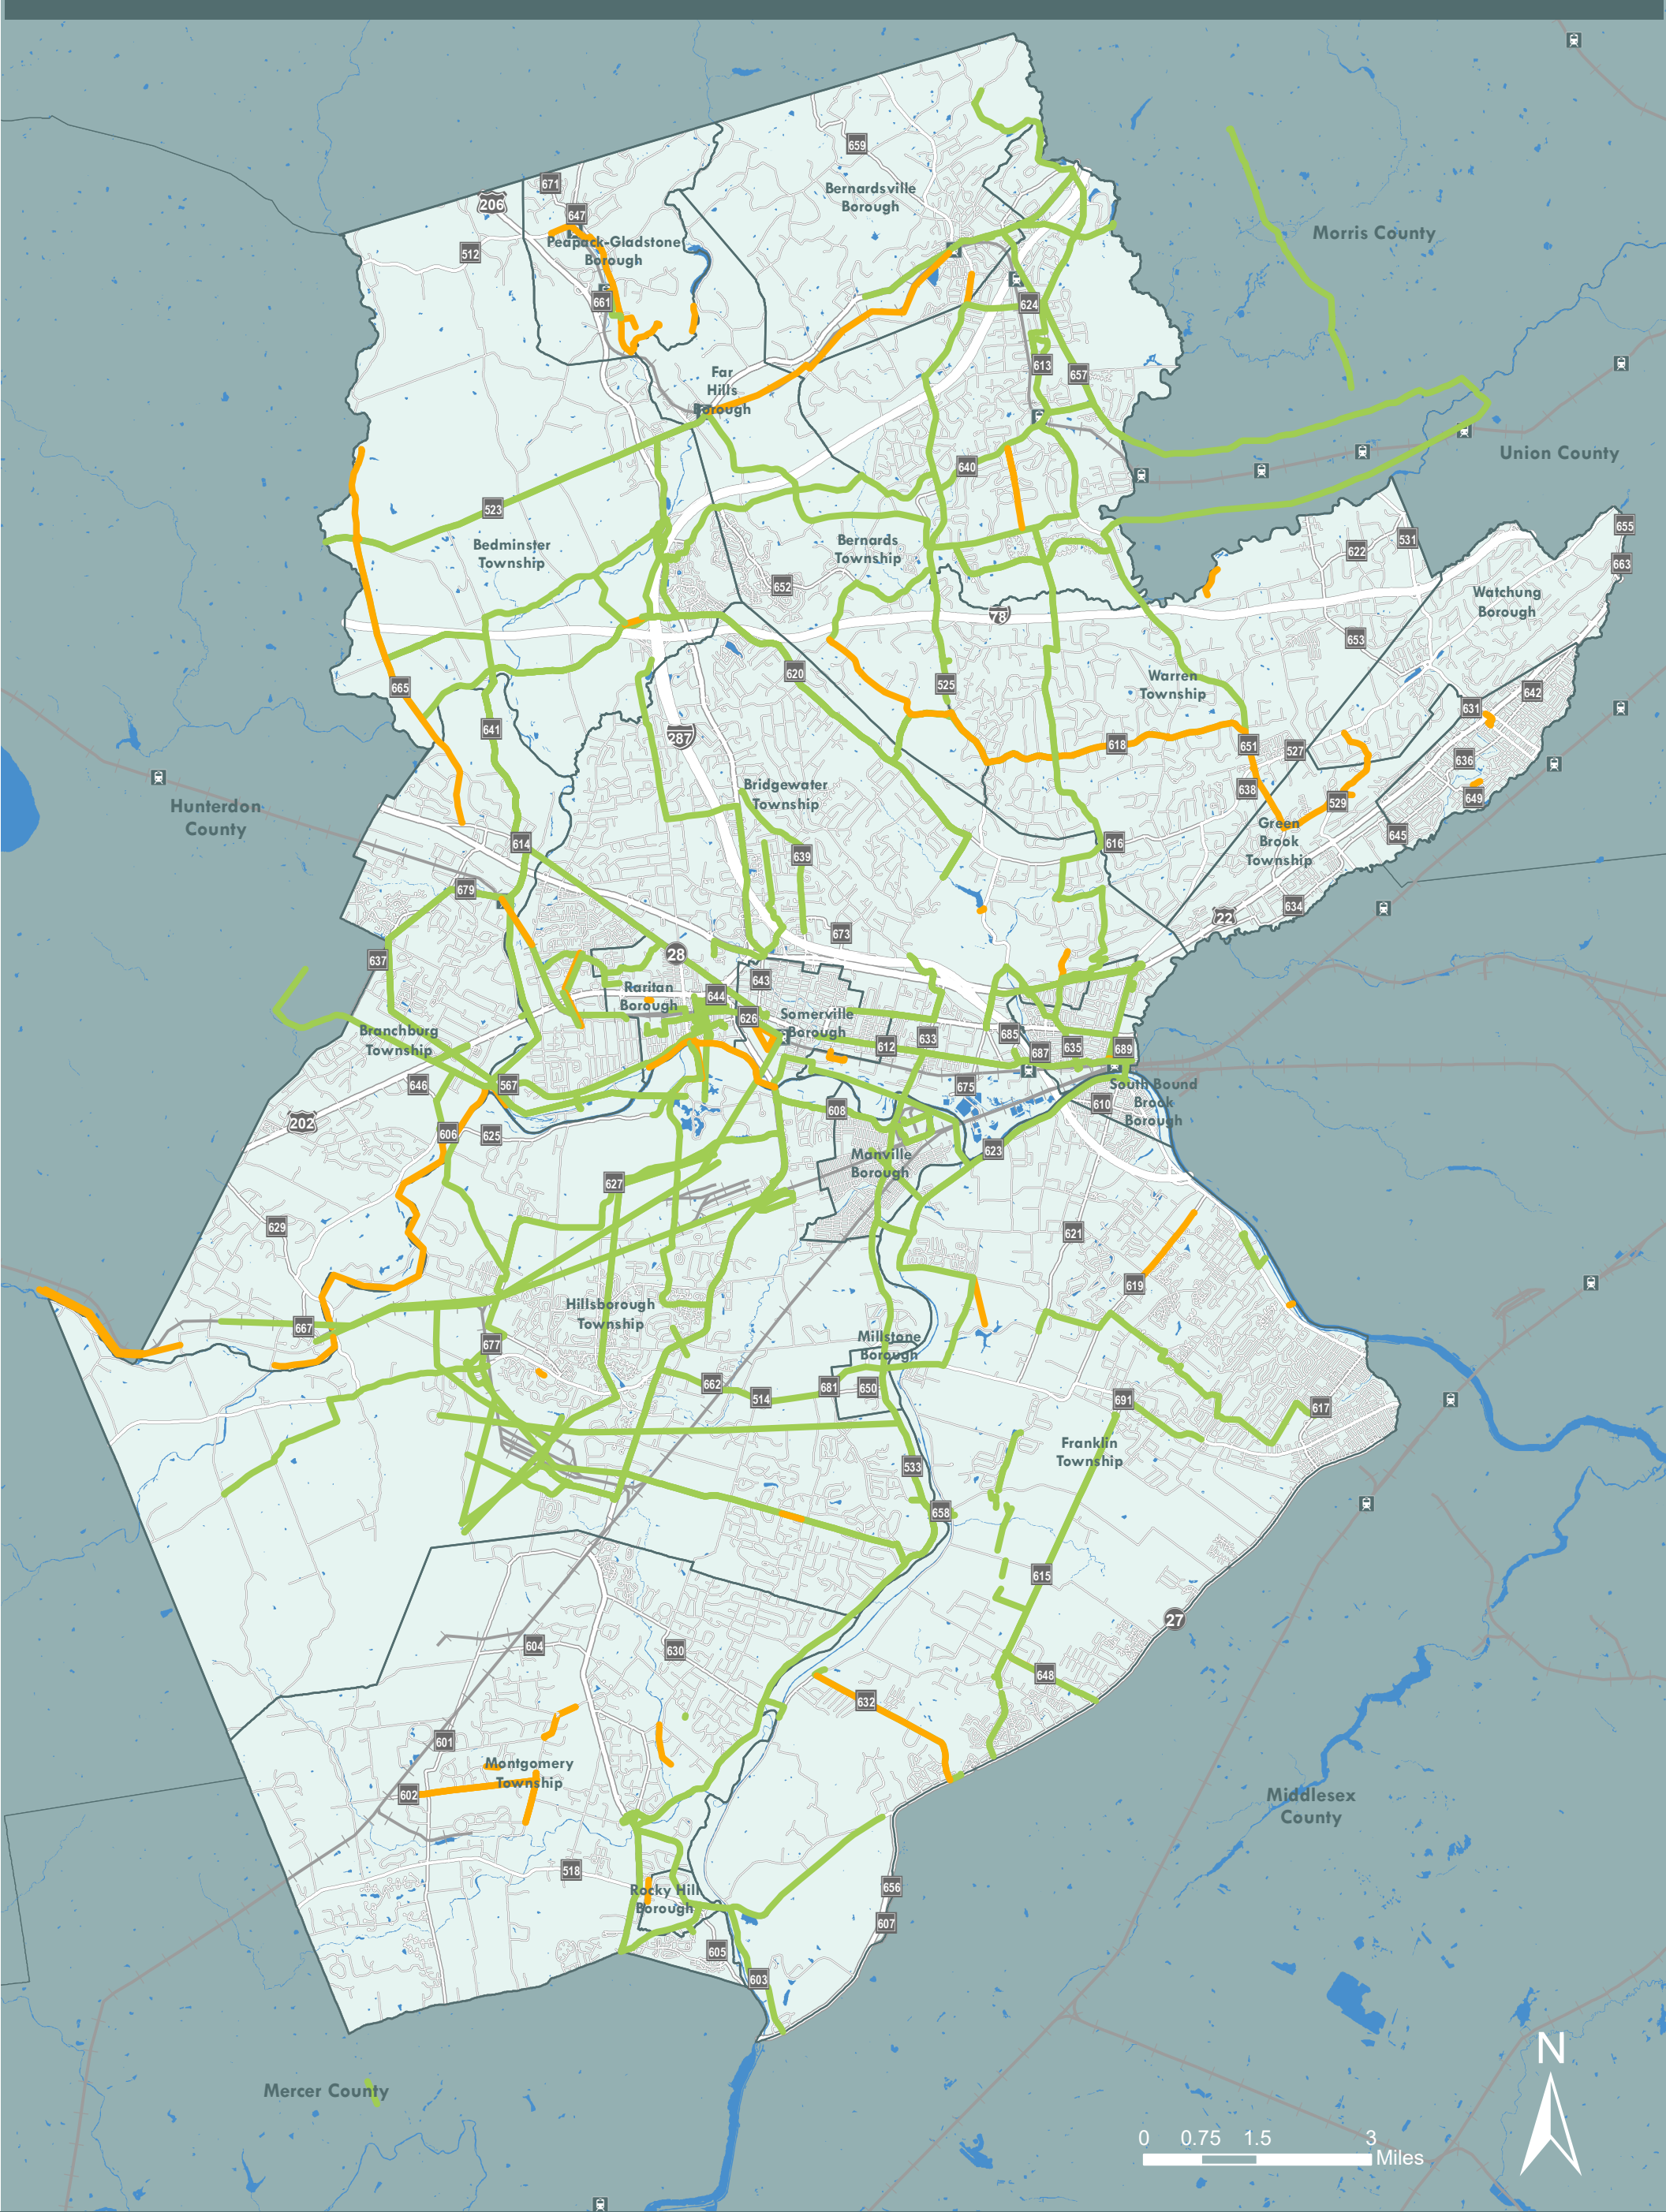 659
671
Bernardsville
Borough
206
647
Morris County
Peapack-Gladstone
Borough
512
661
624
613
657
Far
Hills
Borough
Union County
640
523
655
531
Bernards
Township
Bedminster
Township
622
663
652
Watchung
Borough
78
653
620
Warren
Township
525
665
642
631
641
287
618
651
527
636
Bridgewater
Township
638
649
529
Hunterdon
County
Green
Brook
Township
645
614
616
639
679
634
22
673
28
637
643
Raritan
Borough
644
626
Somerville
Borough
Branchburg
Township
685
633
612
635
689
687
646
567
675
South Bound
Brook
Borough
610
608
202
606
625
623
Manville
Borough
627
629
621
619
Hillsborough
Township
667
677
Millstone
Borough
662
681
650
514
691
617
Franklin
Township
533
658
615
27
604
630
648
632
601
Montgomery
Township
602
Middlesex
County
518
656
Rocky Hill
Borough
607
605
603
N
Mercer County
0 0.75 1.5 3
Miles